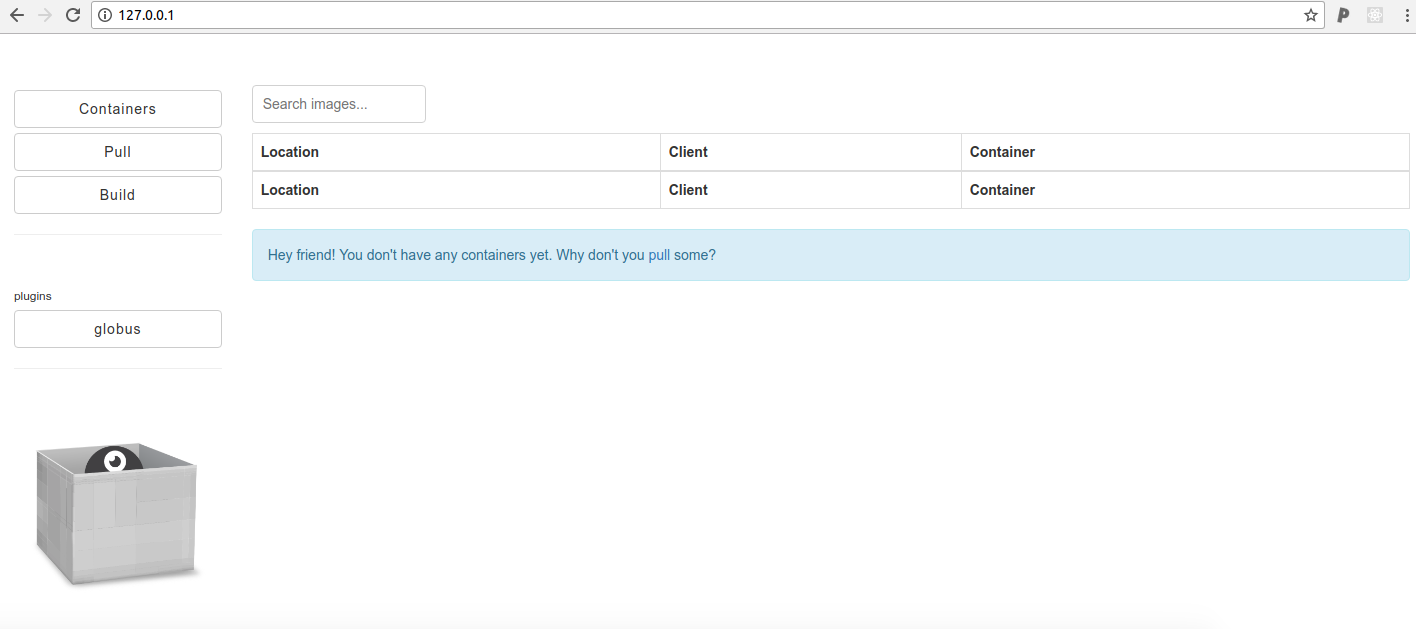 127.0.0.1
Containers
Pull
Build
plugins
globus
Search images...
Location Client Container
Location Client Container
Hey friend! You don't have any containers yet. Why don't you pull some?